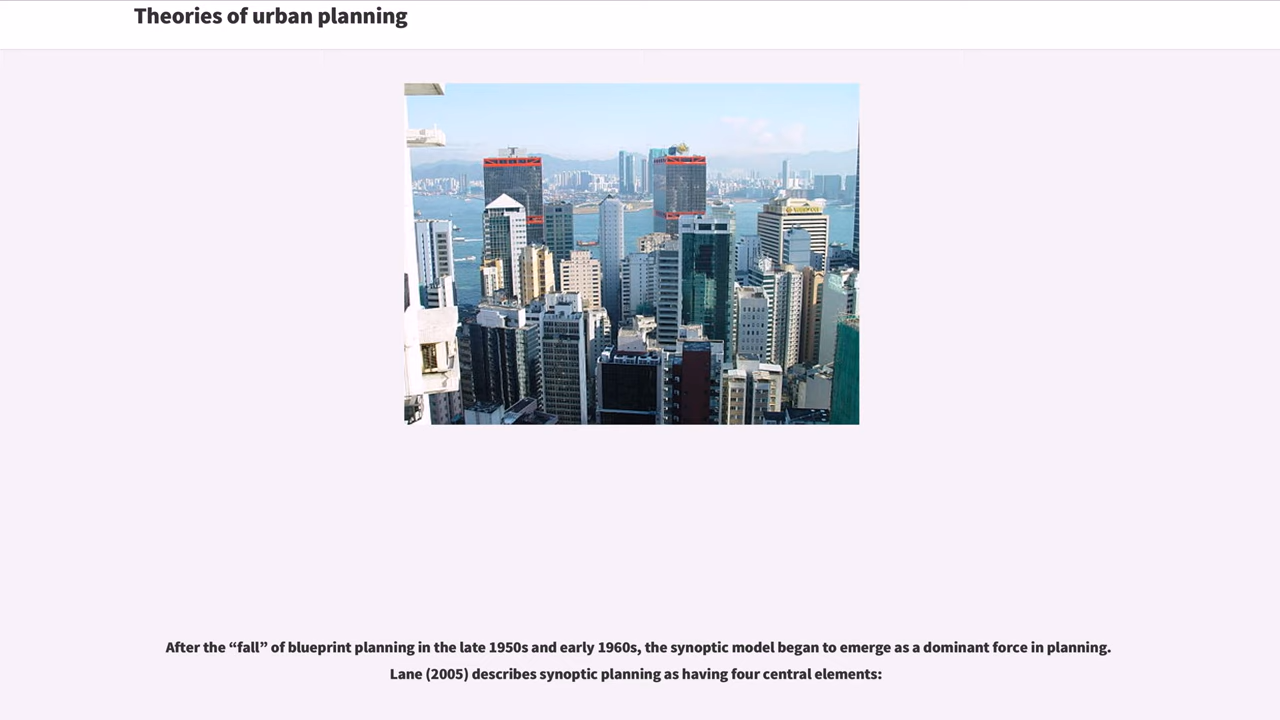 Theories of urban planning
After the “fall” of blueprint planning in the late 1950s and early 1960s, the synoptic model began to emerge as a dominant force in planning.
Lane (2005) describes synoptic planning as having four central elements: